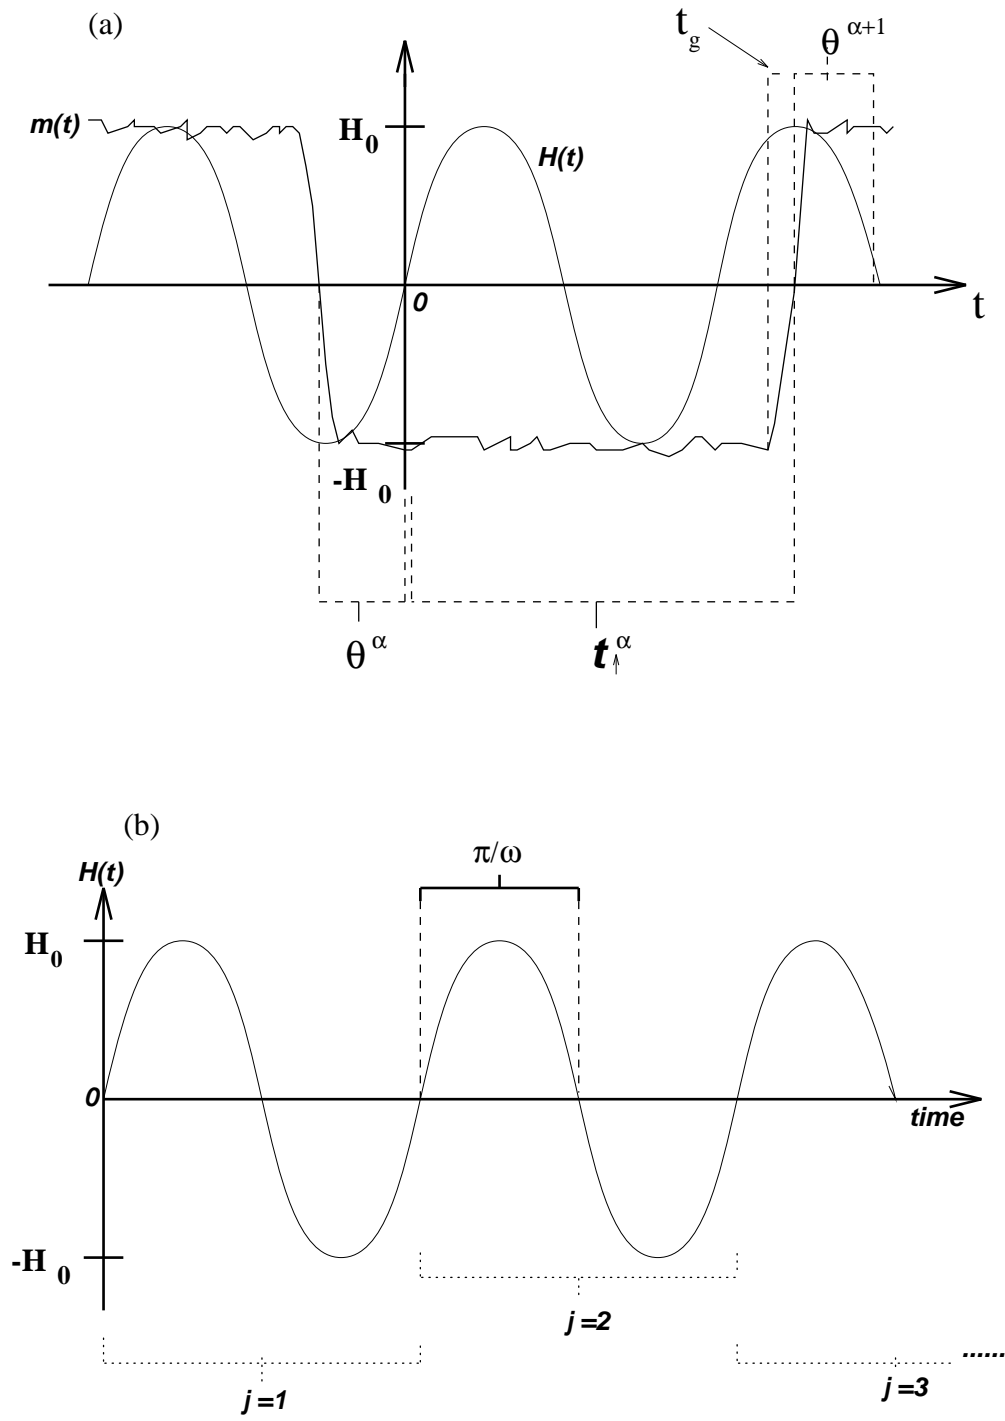 (a)
t_g
θ^{α+1}
m(t)
H_0
H(t)
0
t
-H_0
θ^α
t_↑^α
(b)
π/ω
H(t)
H_0
0
time
-H_0
j=2
......
j=1
j=3